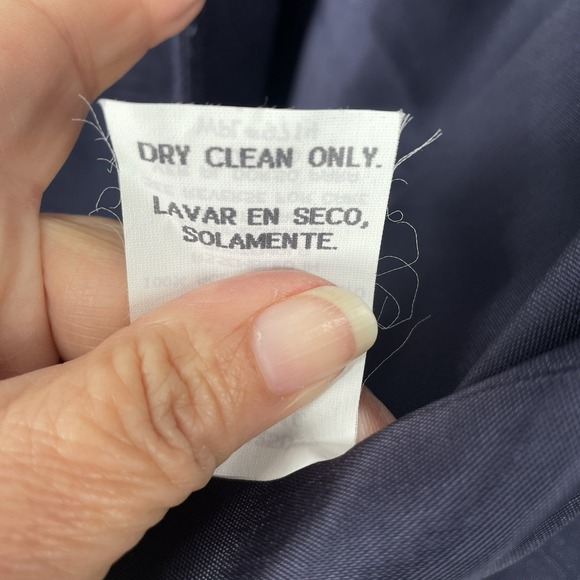 DRY CLEAN ONLY.
LAVAR EN SECO,
SOLAMENTE.